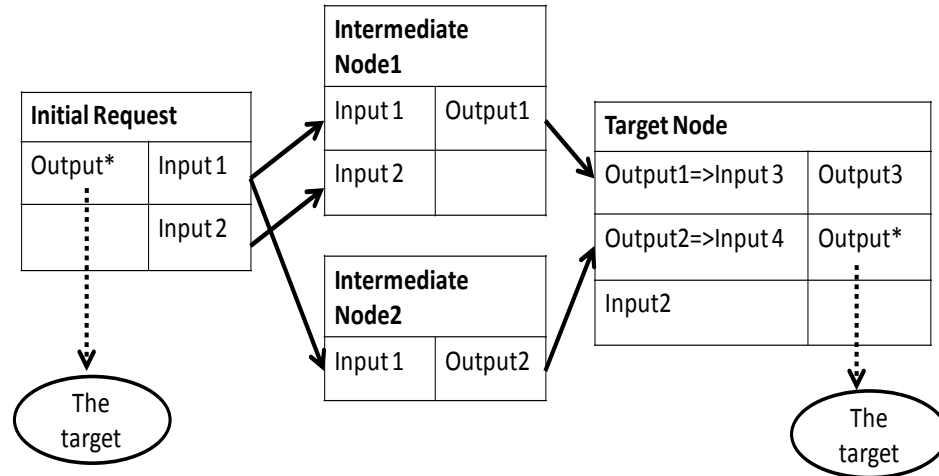 Initial Request
Output*
Input 1
Input 2
The
target
Intermediate
Node1
Input 1
Output1
Input 2
Intermediate
Node2
Input 1
Output2
Target Node
Output1=>Input 3
Output3
Output2=>Input 4
Output*
Input2
The
target